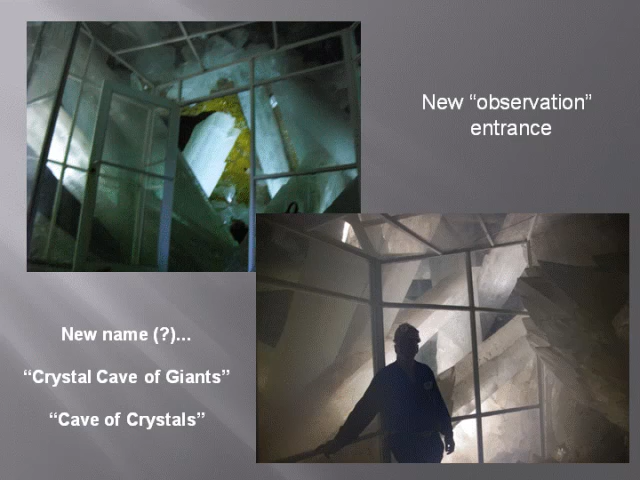 New “observation”
entrance
New name (?)...
“Crystal Cave of Giants”
“Cave of Crystals”